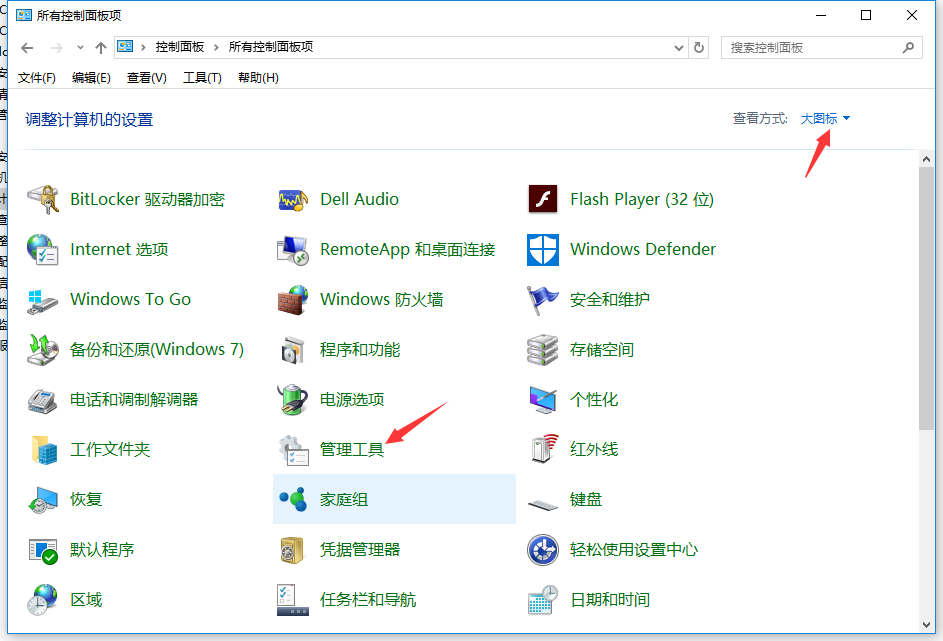 所有控制面板项
控制面板 › 所有控制面板项
搜索控制面板
文件(F) 编辑(E) 查看(V) 工具(T) 帮助(H)
调整计算机的设置
查看方式: 大图标
BitLocker 驱动器加密 Dell Audio Flash Player (32 位)
Internet 选项 RemoteApp 和桌面连接 Windows Defender
Windows To Go Windows 防火墙 安全和维护
备份和还原(Windows 7) 程序和功能 存储空间
电话和调制解调器 电源选项 个性化
工作文件夹 管理工具 红外线
恢复 家庭组 键盘
默认程序 凭据管理器 轻松使用设置中心
区域 任务栏和导航 日期和时间